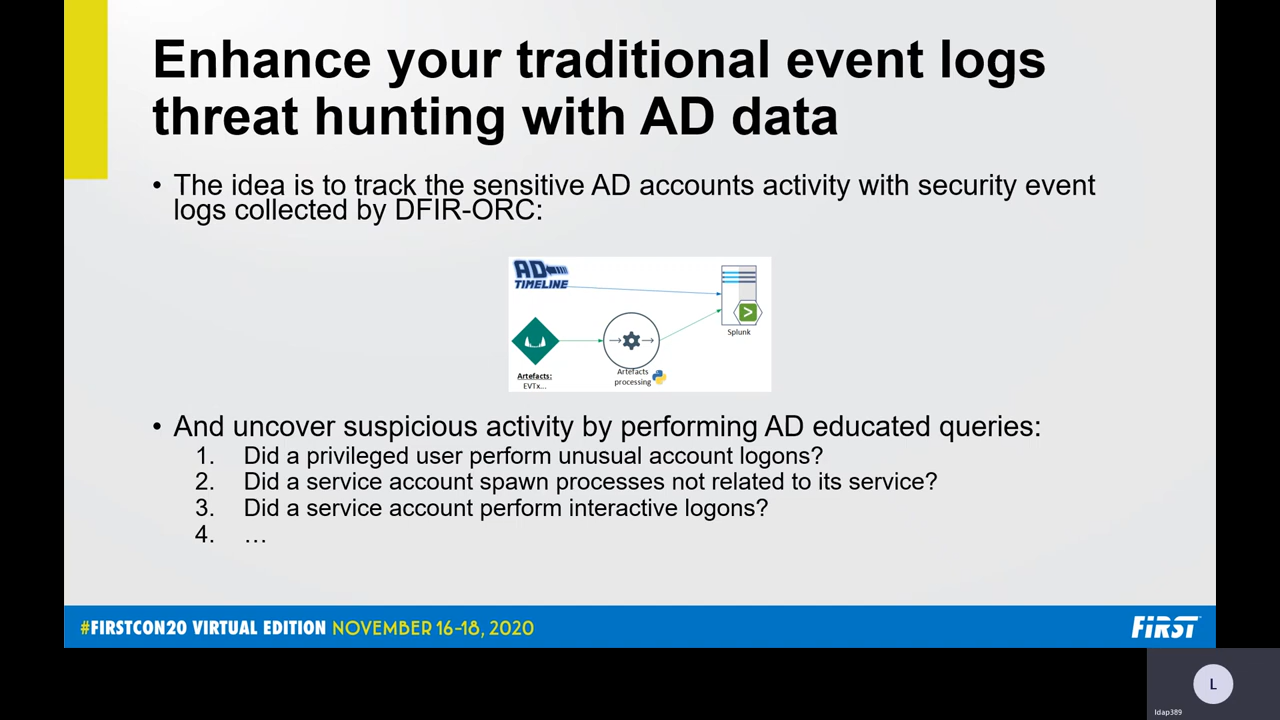 Enhance your traditional event logs
threat hunting with AD data
• The idea is to track the sensitive AD accounts activity with security event
logs collected by DFIR-ORC:
AD
TIMELINE
Splunk
Artefacts:
EVTx...
Artefacts
processing
• And uncover suspicious activity by performing AD educated queries:
1. Did a privileged user perform unusual account logons?
2. Did a service account spawn processes not related to its service?
3. Did a service account perform interactive logons?
4. …
#FIRSTCON20 VIRTUAL EDITION NOVEMBER 16-18, 2020
FIRST
L
ldap389